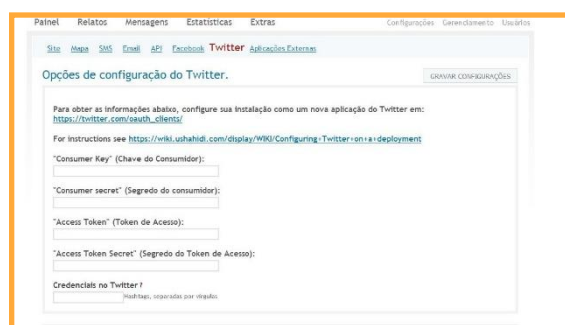 Painel Relatos Mensagens Estatísticas Extras Configurações Gerenciamento Usuários
Site Mapa SMS Email API Facebook Twitter Aplicações Externas
Opções de configuração do Twitter. GRAVAR CONFIGURAÇÕES
Para obter as informações abaixo, configure sua instalação como um nova aplicação do Twitter em:
https://twitter.com/oauth_clients/
For instructions see https://wiki.ushahidi.com/display/WIKI/Configuring+Twitter+on+a+deployment
"Consumer Key" (Chave do Consumidor):
"Consumer secret" (Segredo do consumidor):
"Access Token" (Token de Acesso):
"Access Token Secret" (Segredo do Token de Acesso):
Credenciais no Twitter ?
Hashtags, separadas por vírgulas